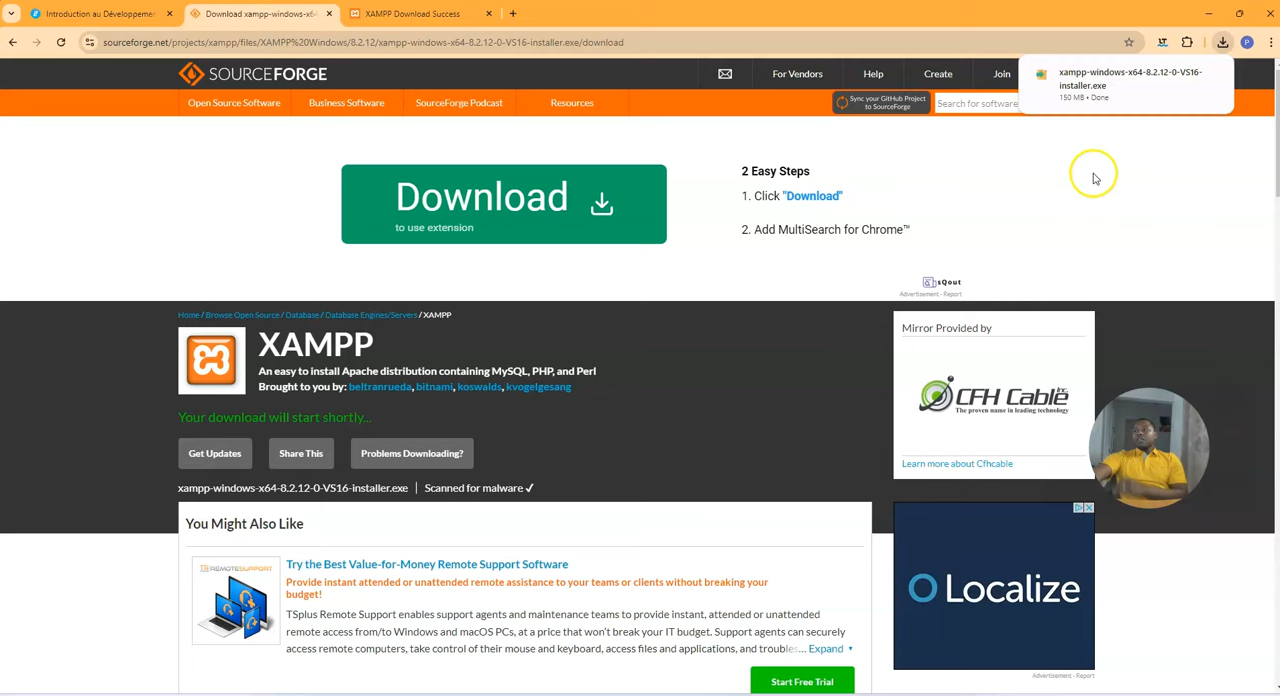 Introduction au Développeme
Download xampp-windows-x64-
XAMPP Download Success
sourceforge.net/projects/xampp/files/XAMPP%20Windows/8.2.12/xampp-windows-x64-8.2.12-0-VS16-installer.exe/download
P
SOURCEFORGE
For Vendors
Help
Create
Join
xampp-windows-x64-8.2.12-0-VS16-
installer.exe
150 MB • Done
Open Source Software
Business Software
SourceForge Podcast
Resources
Sync your GitHub Project
to SourceForge
Search for software
Download
to use extension
2 Easy Steps
1. Click "Download"
2. Add MultiSearch for Chrome™
sQout
Advertisement - Report
Home / Browse Open Source / Database / Database Engines/Servers / XAMPP
XAMPP
An easy to install Apache distribution containing MySQL, PHP, and Perl
Brought to you by: beltranrueda, bitnami, koswalds, kvogelgesang
Your download will start shortly...
Get Updates
Share This
Problems Downloading?
xampp-windows-x64-8.2.12-0-VS16-installer.exe | Scanned for malware ✓
Mirror Provided by
CFH CABLE Inc.
The proven name in leading technology
Learn more about Cfhcable
You Might Also Like
REMOTESUPPORT
Try the Best Value-for-Money Remote Support Software
Provide instant attended or unattended remote assistance to your teams or clients without breaking your
budget!
TSplus Remote Support enables support agents and maintenance teams to provide instant, attended or unattended
remote access from/to Windows and macOS PCs, at a price that won't break your IT budget. Support agents can securely
access remote computers, take control of their mouse and keyboard, access files and applications, and troubles... Expand
Start Free Trial
Localize
Advertisement - Report